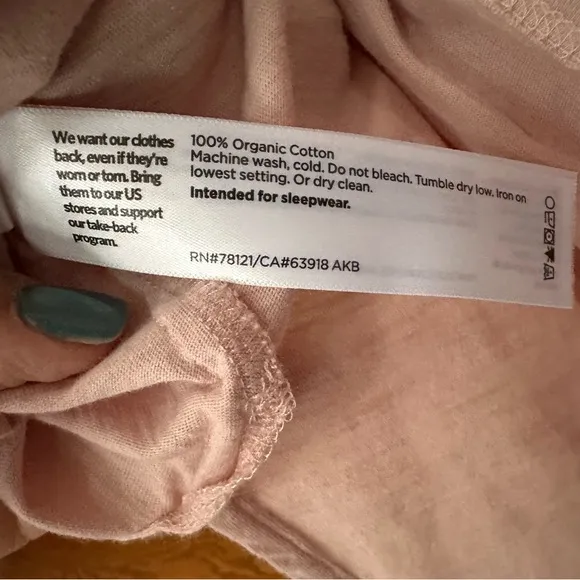 We want our clothes
back, even if they're
worn or torn. Bring
them to our US
stores and support
our take-back
program.
100% Organic Cotton
Machine wash, cold. Do not bleach. Tumble dry low. Iron on
lowest setting. Or dry clean.
Intended for sleepwear.
RN#78121/CA#63918 AKB